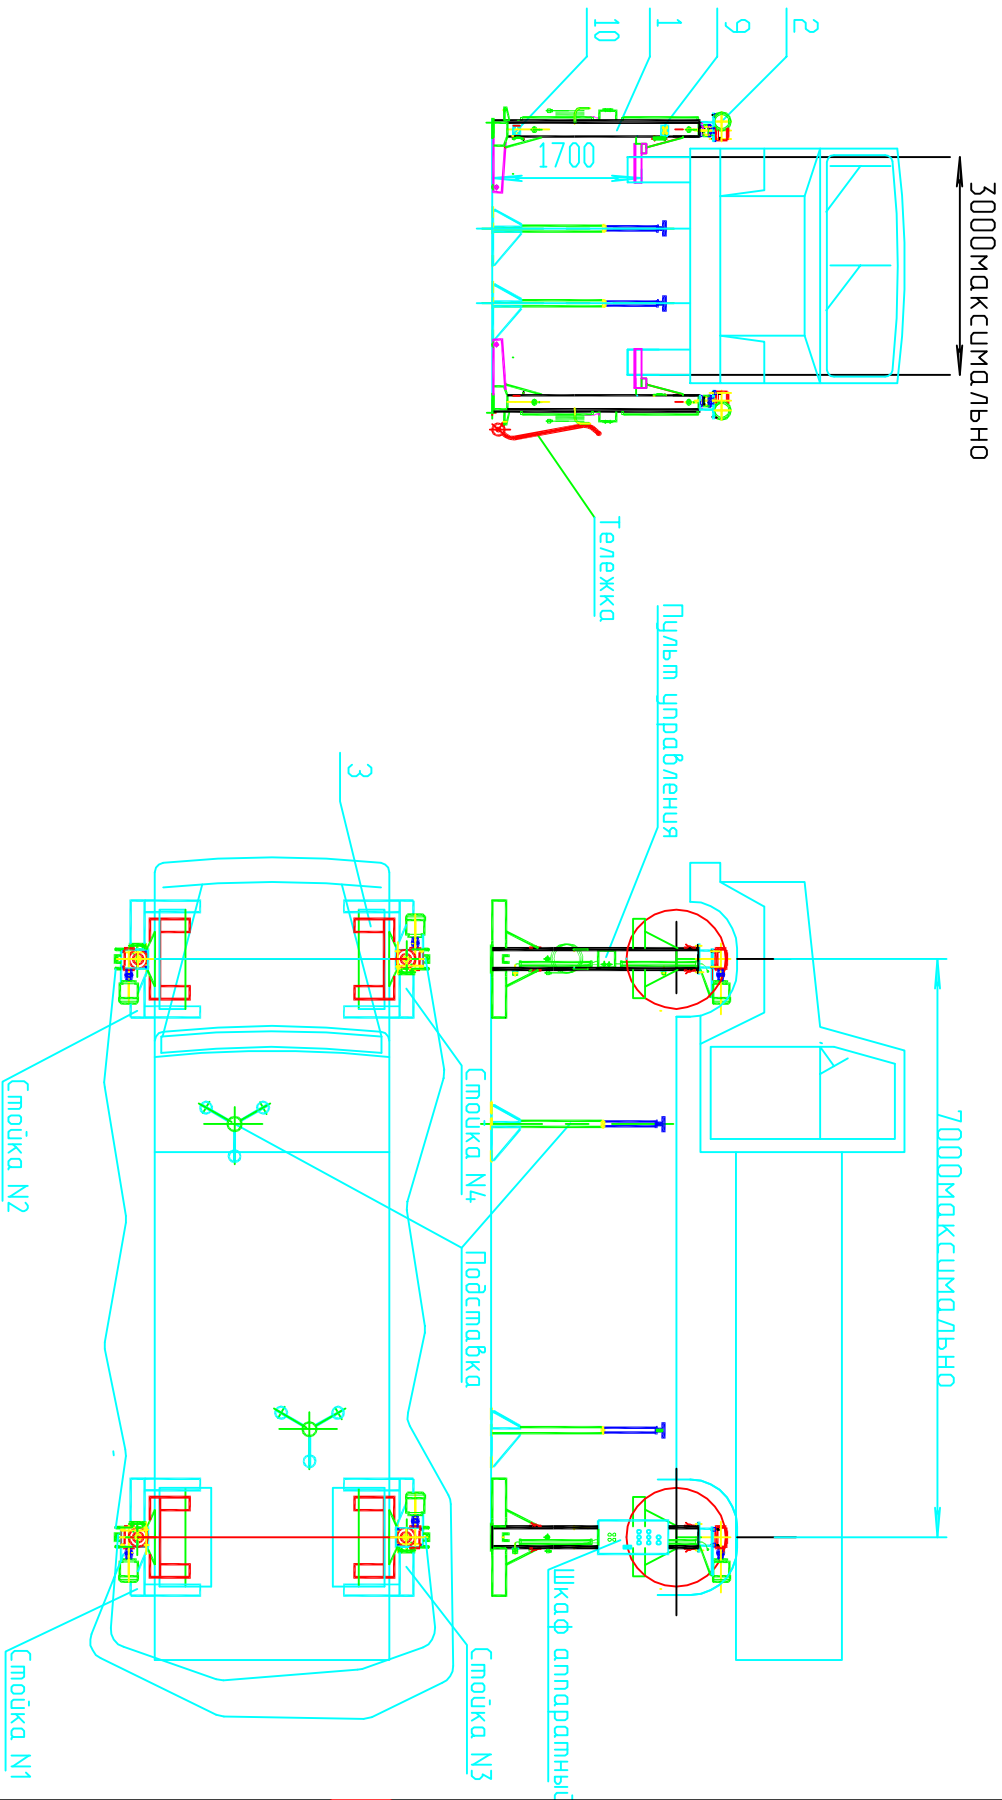 10
1
9
2
1700
3000максимально
Тележка
Пульт управления
3
7000максимально
Стойка N2
Стойка N4
Подставка
Шкаф аппаратный
Стойка N1
Стойка N3